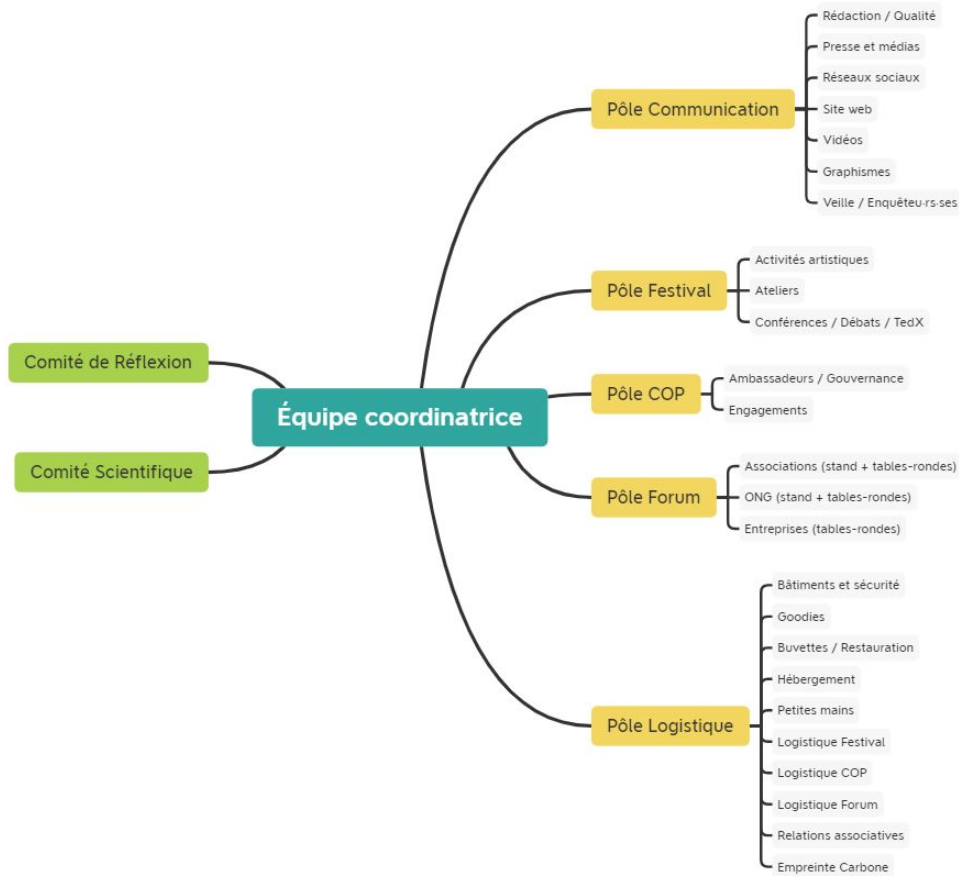 Comité de Réflexion
Comité Scientifique
Équipe coordinatrice
Pôle Communication
Rédaction / Qualité
Presse et médias
Réseaux sociaux
Site web
Vidéos
Graphismes
Veille / Enquêteu·rs·ses
Pôle Festival
Activités artistiques
Ateliers
Conférences / Débats / TedX
Pôle COP
Ambassadeurs / Gouvernance
Engagements
Pôle Forum
Associations (stand + tables-rondes)
ONG (stand + tables-rondes)
Entreprises (tables-rondes)
Pôle Logistique
Bâtiments et sécurité
Goodies
Buvettes / Restauration
Hébergement
Petites mains
Logistique Festival
Logistique COP
Logistique Forum
Relations associatives
Empreinte Carbone